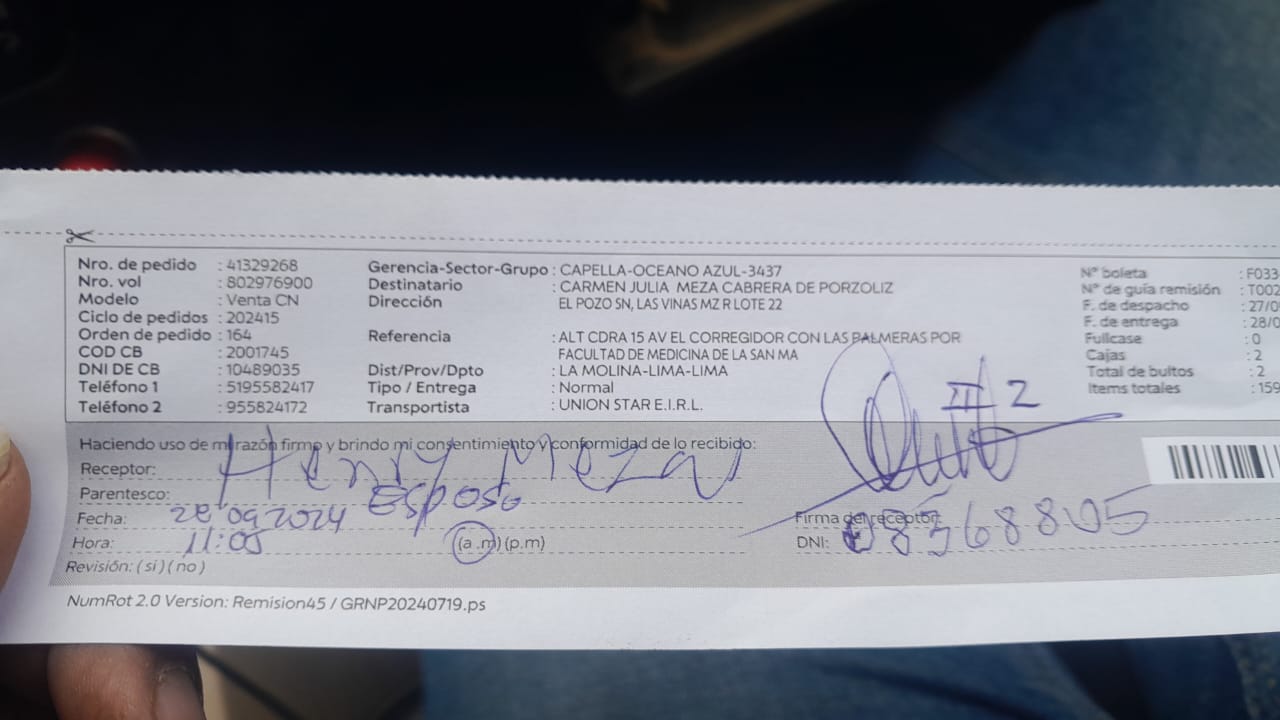 Nro. de pedido : 41329268
Nro. vol : 802976900
Modelo : Venta CN
Ciclo de pedidos : 202415
Orden de pedido : 164
COD CB : 2001745
DNI DE CB : 10489035
Teléfono 1 : 5195582417
Teléfono 2 : 955824172
Gerencia-Sector-Grupo : CAPELLA-OCEANO AZUL-3437
Destinatario : CARMEN JULIA MEZA CABRERA DE PORZOLIZ
Dirección EL POZO SN, LAS VINAS MZ R LOTE 22
Referencia : ALT CDRA 15 AV EL CORREGIDOR CON LAS PALMERAS POR
FACULTAD DE MEDICINA DE LA SAN MA
Dist/Prov/Dpto : LA MOLINA-LIMA-LIMA
Tipo / Entrega : Normal
Transportista : UNION STAR E.I.R.L.
N° boleta : F033
N° de guía remisión : T002
F. de despacho : 27/0
F. de entrega : 28/0
Fullcase : 0
Cajas : 2
Total de bultos : 2
Items totales : 159
III 2
Haciendo uso de mi razón firmo y brindo mi consentimiento y conformidad de lo recibido:
Receptor: Henry Meza
Parentesco: Esposo
Fecha: 28/09/2024
Hora: 11:05 (a .m) (p.m)
Revisión: ( si ) ( no )
Firma del receptor:
DNI: 08568805
NumRot 2.0 Version: Remision45 / GRNP20240719.ps